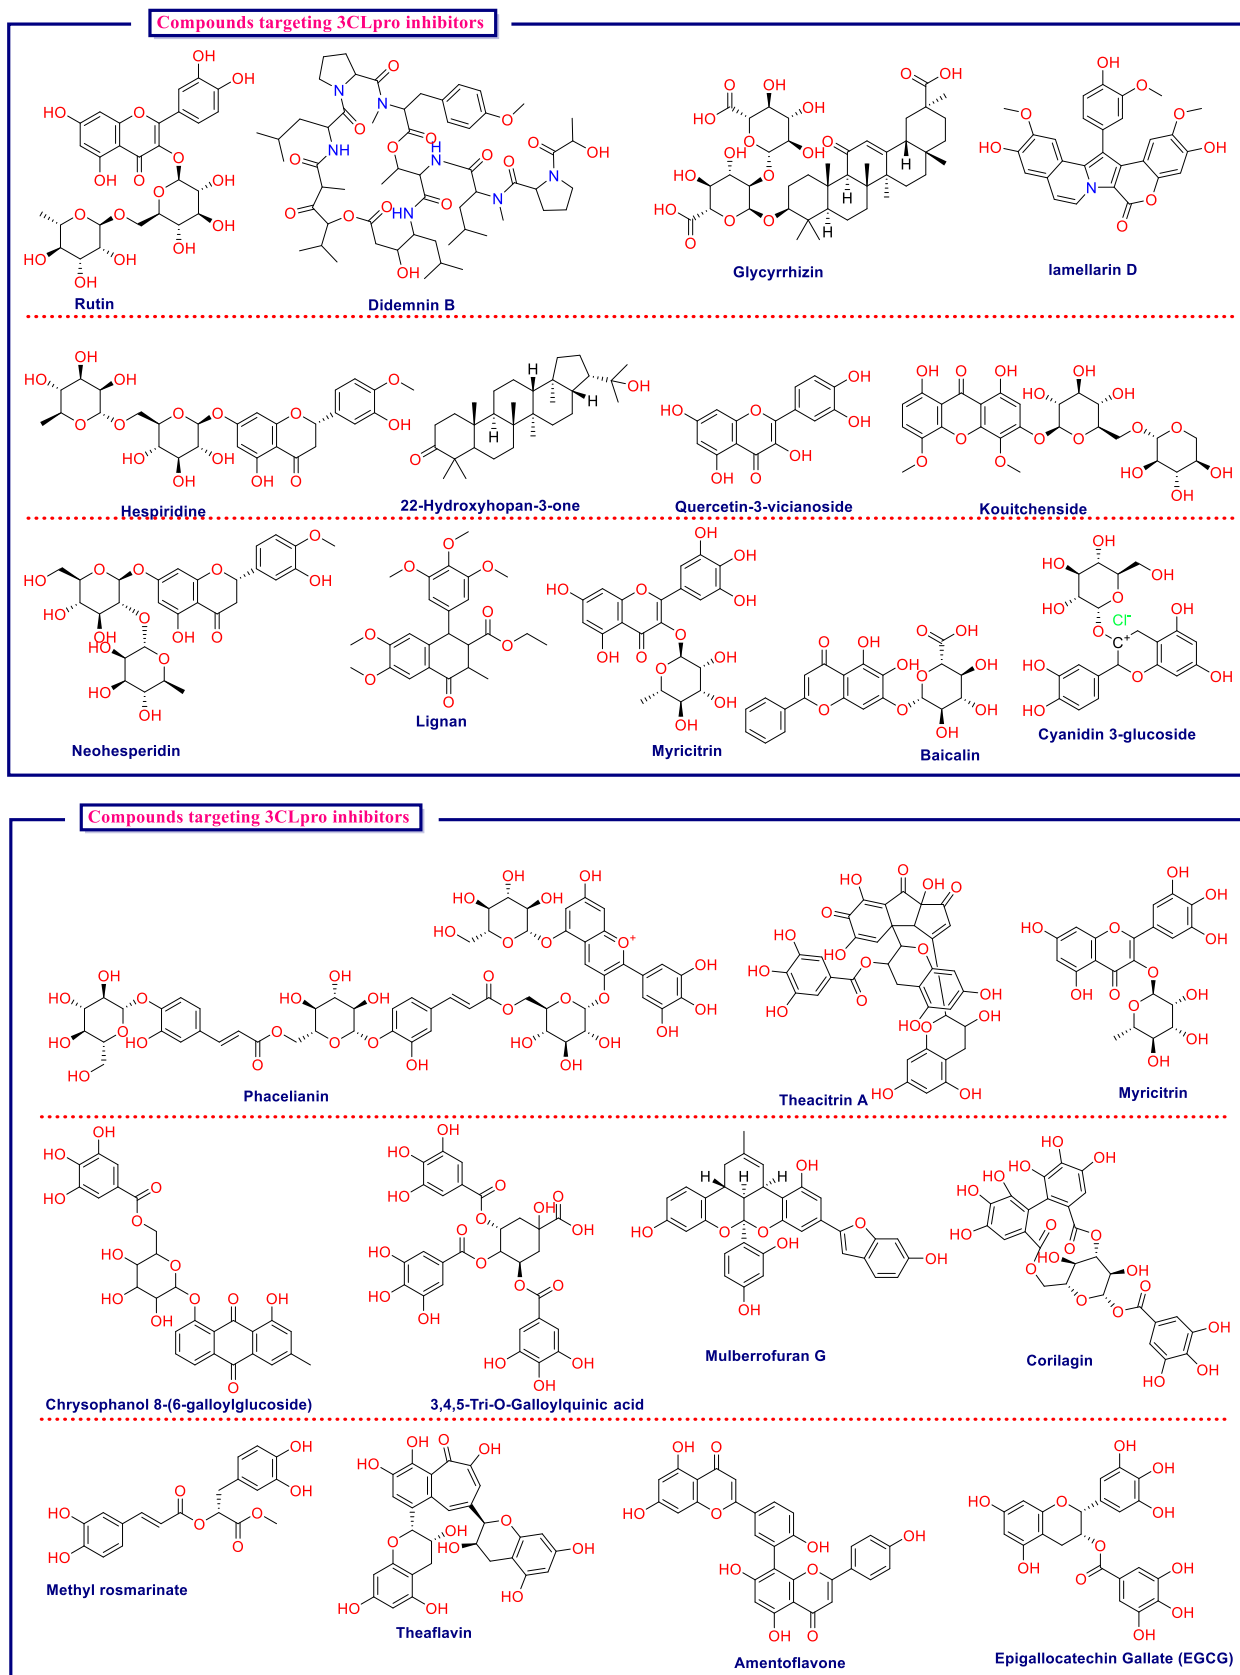 Compounds targeting 3CLpro inhibitors
Rutin
Didemnin B
Glycyrrhizin
lamellarin D
Hespiridine
22-Hydroxyhopan-3-one
Quercetin-3-vicianoside
Kouitchenside
Neohesperidin
Lignan
Myricitrin
Baicalin
Cyanidin 3-glucoside
Compounds targeting 3CLpro inhibitors
Phacelianin
Theacitrin A
Myricitrin
Chrysophanol 8-(6-galloylglucoside)
3,4,5-Tri-O-Galloylquinic acid
Mulberrofuran G
Corilagin
Methyl rosmarinate
Theaflavin
Amentoflavone
Epigallocatechin Gallate (EGCG)